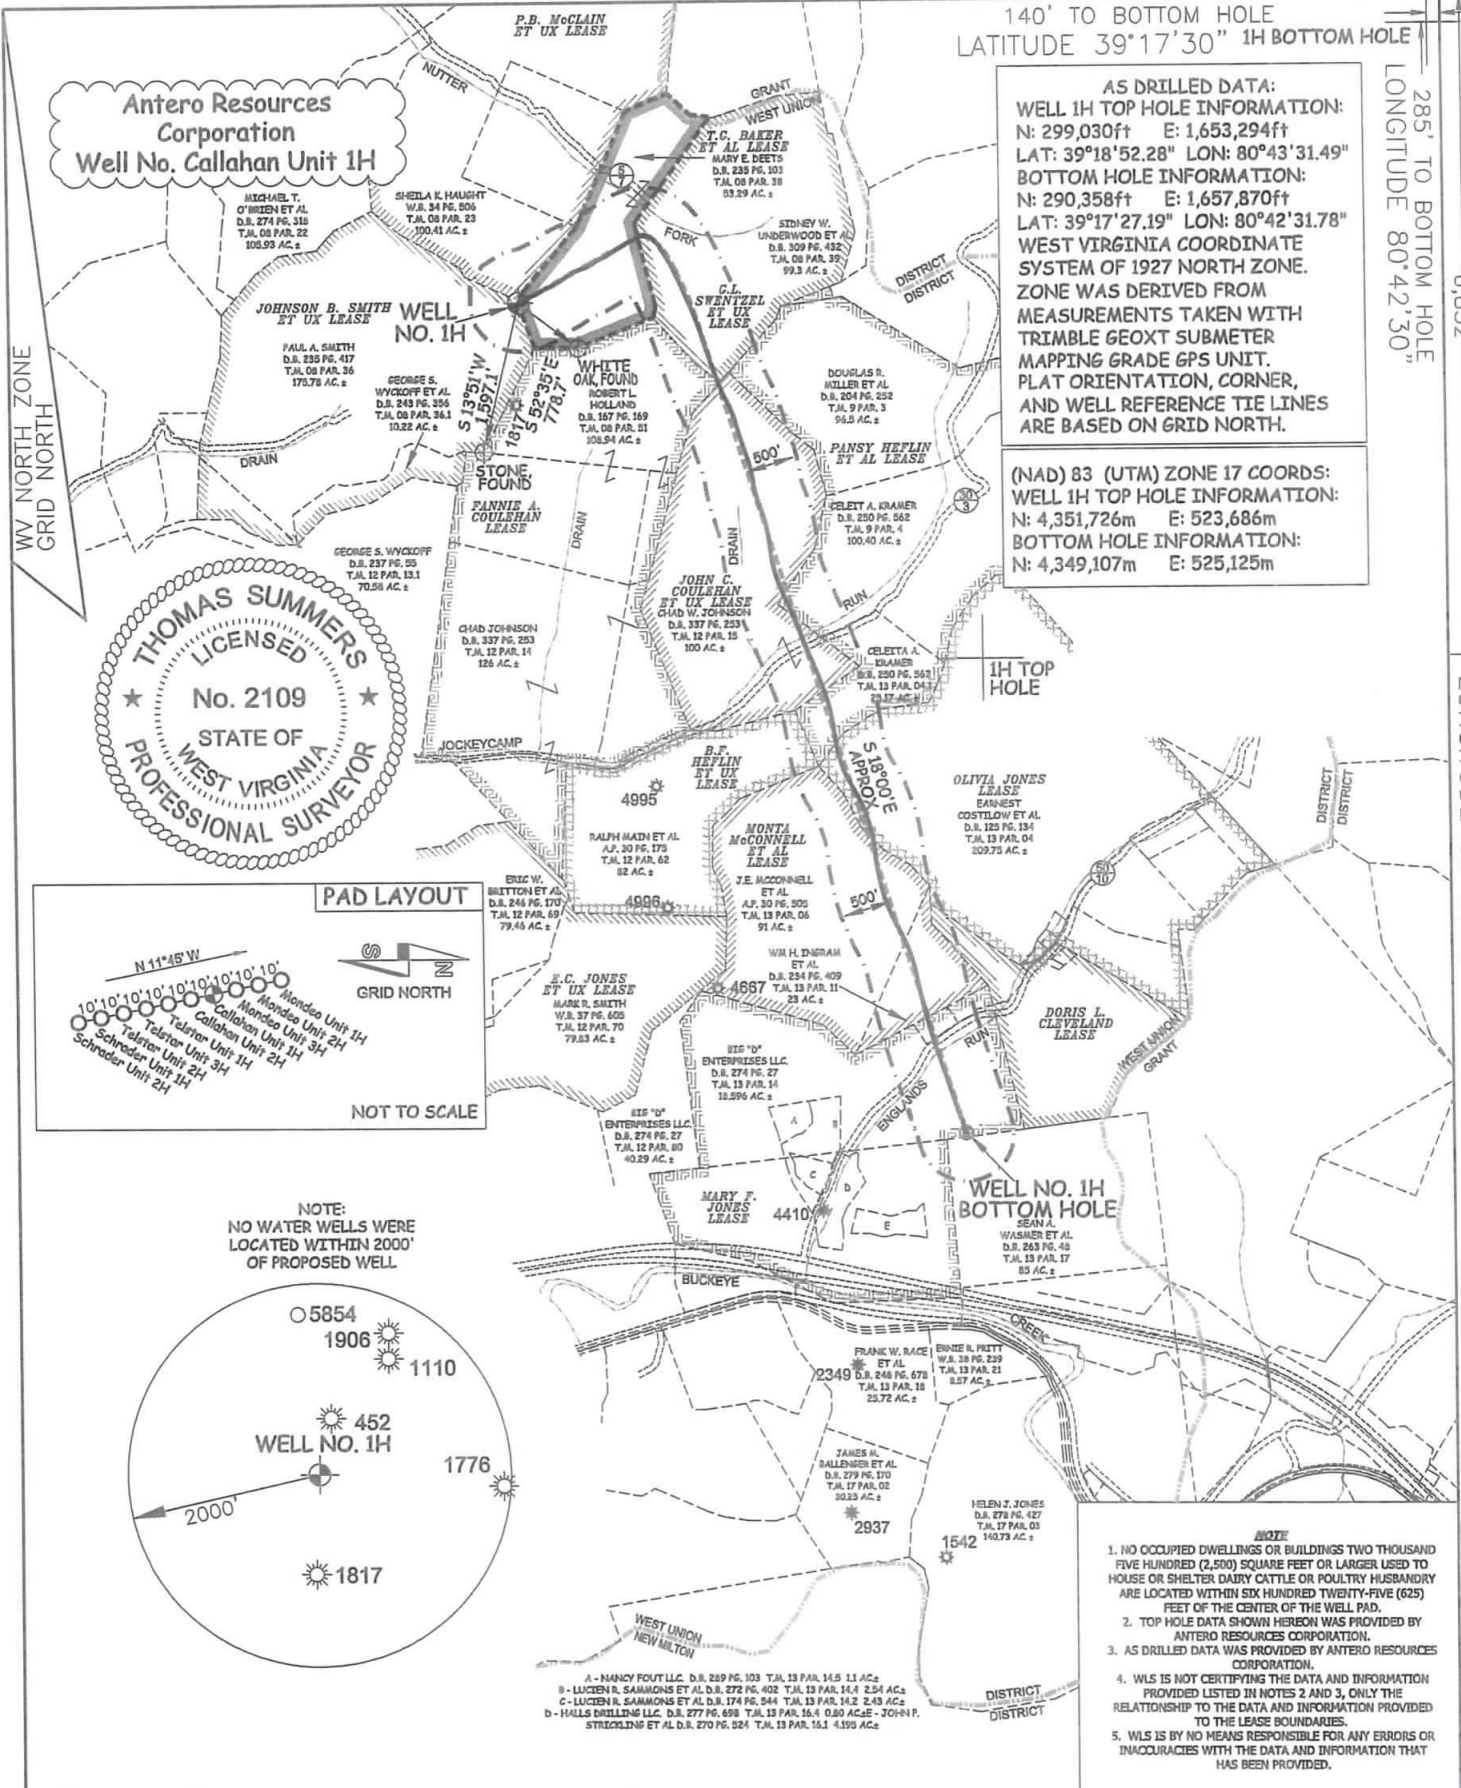 140' TO BOTTOM HOLE
LATITUDE 39°17'30" 1H BOTTOM HOLE
285' TO BOTTOM HOLE
LONGITUDE 80°42'30"
P.B. McCLAIN
ET UX LEASE
Antero Resources
Corporation
Well No. Callahan Unit 1H
NUTTER
GRANT
WEST UNION
T.C. BAKER
ET AL LEASE
MARY E. DEETS
D.B. 235 PG. 103
T.M. 08 PAR. 38
53.29 AC.±
AS DRILLED DATA:
WELL 1H TOP HOLE INFORMATION:
N: 299,030ft E: 1,653,294ft
LAT: 39°18'52.28" LON: 80°43'31.49"
BOTTOM HOLE INFORMATION:
N: 290,358ft E: 1,657,870ft
LAT: 39°17'27.19" LON: 80°42'31.78"
WEST VIRGINIA COORDINATE
SYSTEM OF 1927 NORTH ZONE.
ZONE WAS DERIVED FROM
MEASUREMENTS TAKEN WITH
TRIMBLE GEOXT SUBMETER
MAPPING GRADE GPS UNIT.
PLAT ORIENTATION, CORNER,
AND WELL REFERENCE TIE LINES
ARE BASED ON GRID NORTH.
(NAD) 83 (UTM) ZONE 17 COORDS:
WELL 1H TOP HOLE INFORMATION:
N: 4,351,726m E: 523,686m
BOTTOM HOLE INFORMATION:
N: 4,349,107m E: 525,125m
MICHAEL T.
O'BRIEN ET AL
D.B. 274 PG. 318
T.M. 08 PAR. 22
105.93 AC.±
SHEILA K. HAUGHT
W.B. 34 PG. 506
T.M. 08 PAR. 23
100.41 AC.±
FORK
SIDNEY W.
UNDERWOOD ET AL
D.B. 309 PG. 432
T.M. 08 PAR. 39
99.3 AC.±
DISTRICT
DISTRICT
JOHNSON B. SMITH
ET UX LEASE
WELL
NO. 1H
G.L.
SWENTZEL
ET UX
LEASE
PAUL A. SMITH
D.B. 235 PG. 417
T.M. 08 PAR. 36
175.78 AC.±
GEORGE S.
WYCKOFF ET AL
D.B. 243 PG. 356
T.M. 08 PAR. 36.1
10.22 AC.±
S 13°51'W
1,597.1'
1817
S 52°35'E
778.7'
WHITE
OAK, FOUND
ROBERT L.
HOLLAND
D.B. 167 PG. 169
T.M. 08 PAR. 51
108.94 AC.±
DOUGLAS R.
MILLER ET AL
D.B. 204 PG. 252
T.M. 9 PAR. 3
96.5 AC.±
PANSY HEFLIN
ET AL LEASE
500'
WV NORTH ZONE
GRID NORTH
DRAIN
STONE,
FOUND
FANNIE A.
COULEHAN
LEASE
DRAIN
DRAIN
CELEIT A. KRAMER
D.B. 250 PG. 562
T.M. 9 PAR. 4
100.40 AC.±
30
3
GEORGE S. WYCKOFF
D.B. 237 PG. 55
T.M. 12 PAR. 13.1
70.58 AC.±
JOHN C.
COULEHAN
ET UX LEASE
CHAD W. JOHNSON
D.B. 337 PG. 253
T.M. 12 PAR. 15
100 AC.±
RUN
CHAD JOHNSON
D.B. 337 PG. 253
T.M. 12 PAR. 14
126 AC.±
CELEITA A.
KRAMER
D.B. 250 PG. 562
1H TOP
HOLE
THOMAS SUMMERS
LICENSED
No. 2109
STATE OF
WEST VIRGINIA
PROFESSIONAL SURVEYOR
JOCKEYCAMP
B.F.
HEFLIN
ET UX
LEASE
4995
S 18°00'E
APPROX
OLIVIA JONES
LEASE
EARNEST
COSTILOW ET AL
D.B. 125 PG. 134
T.M. 13 PAR. 04
209.75 AC.±
DISTRICT
DISTRICT
RALPH MAIN ET AL
A.P. 30 PG. 175
T.M. 12 PAR. 62
82 AC.±
MONTA
McCONNELL
ET AL
LEASE
J.E. MCCONNELL
ET AL
A.P. 30 PG. 505
T.M. 13 PAR. 06
91 AC.±
500'
50
10
ERIC W.
BRITTON ET AL
D.B. 246 PG. 170
T.M. 12 PAR. 69
79.46 AC.±
4996
PAD LAYOUT
N 11°45' W
10'10'10'10'10'10'10'10'10'
Mondeo Unit 1H
Mondeo Unit 2H
Mondeo Unit 3H
Callahan Unit 1H
Callahan Unit 2H
Telstar Unit 1H
Telstar Unit 3H
Telstar Unit 2H
Schrader Unit 1H
Schrader Unit 2H
S
N
GRID NORTH
NOT TO SCALE
WM H. INGRAM
ET AL
D.B. 234 PG. 409
T.M. 13 PAR. 11
23 AC.±
4667
E.C. JONES
ET UX LEASE
MARK R. SMITH
W.B. 37 PG. 605
T.M. 12 PAR. 70
79.83 AC.±
DORIS L.
CLEVELAND
LEASE
RUN
WEST UNION
GRANT
BIG "D"
ENTERPRISES LLC.
D.B. 274 PG. 27
T.M. 13 PAR. 14
18.596 AC.±
ENGLANDS
BIG "D"
ENTERPRISES LLC.
D.B. 274 PG. 27
T.M. 12 PAR. 80
40.29 AC.±
A
B
C
D
E
MARY F.
JONES
LEASE
4410
WELL NO. 1H
BOTTOM HOLE
SEAN A.
WASMER ET AL
D.B. 263 PG. 48
T.M. 13 PAR. 17
85 AC.±
NOTE:
NO WATER WELLS WERE
LOCATED WITHIN 2000'
OF PROPOSED WELL
5854
1906
1110
452
WELL NO. 1H
1776
2000'
1817
BUCKEYE
CREEK
FRANK W. RACE
ET AL
D.B. 248 PG. 678
T.M. 13 PAR. 18
25.72 AC.±
2349
ERNIE R. PRITT
W.B. 38 PG. 239
T.M. 13 PAR. 21
8.57 AC.±
JAMES M.
BALLENGER ET AL
D.B. 279 PG. 170
T.M. 17 PAR. 02
30.25 AC.±
2937
HELEN J. JONES
D.B. 278 PG. 427
T.M. 17 PAR. 03
140.73 AC.±
1542
WEST UNION
NEW MILTON
DISTRICT
DISTRICT
A - NANCY FOUT LLC. D.B. 289 PG. 103 T.M. 13 PAR. 14.5 1.1 AC±
B - LUCIEN R. SAMMONS ET AL D.B. 272 PG. 402 T.M. 13 PAR. 14.4 2.54 AC±
C - LUCIEN R. SAMMONS ET AL D.B. 174 PG. 544 T.M. 13 PAR. 14.2 2.43 AC±
D - HALLS DRILLING LLC. D.B. 277 PG. 698 T.M. 13 PAR. 16.4 0.80 AC±E - JOHN P.
STRICKLING ET AL D.B. 270 PG. 524 T.M. 13 PAR. 16.1 4.195 AC±
NOTE
1. NO OCCUPIED DWELLINGS OR BUILDINGS TWO THOUSAND
FIVE HUNDRED (2,500) SQUARE FEET OR LARGER USED TO
HOUSE OR SHELTER DAIRY CATTLE OR POULTRY HUSBANDRY
ARE LOCATED WITHIN SIX HUNDRED TWENTY-FIVE (625)
FEET OF THE CENTER OF THE WELL PAD.
2. TOP HOLE DATA SHOWN HEREON WAS PROVIDED BY
ANTERO RESOURCES CORPORATION.
3. AS DRILLED DATA WAS PROVIDED BY ANTERO RESOURCES
CORPORATION.
4. WLS IS NOT CERTIFYING THE DATA AND INFORMATION
PROVIDED LISTED IN NOTES 2 AND 3, ONLY THE
RELATIONSHIP TO THE DATA AND INFORMATION PROVIDED
TO THE LEASE BOUNDARIES.
5. WLS IS BY NO MEANS RESPONSIBLE FOR ANY ERRORS OR
INACCURACIES WITH THE DATA AND INFORMATION THAT
HAS BEEN PROVIDED.